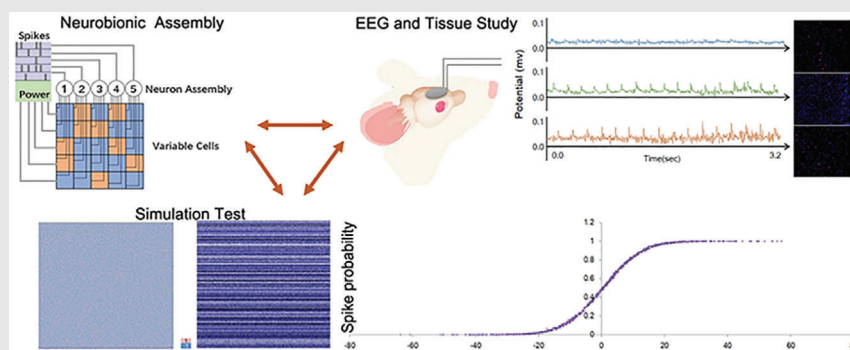 Neurobionic Assembly
Spikes
Power
1 2 3 4 5
Neuron Assembly
Variable Cells
EEG and Tissue Study
Potential (mv)
0.1
0.0
0.1
0.0
0.1
0.0
0.0
Time(sec)
3.2
Simulation Test
Spike probability
1.2
1
0.8
0.6
0.4
0.2
0
-80
-60
-40
-20
0
20
40
60